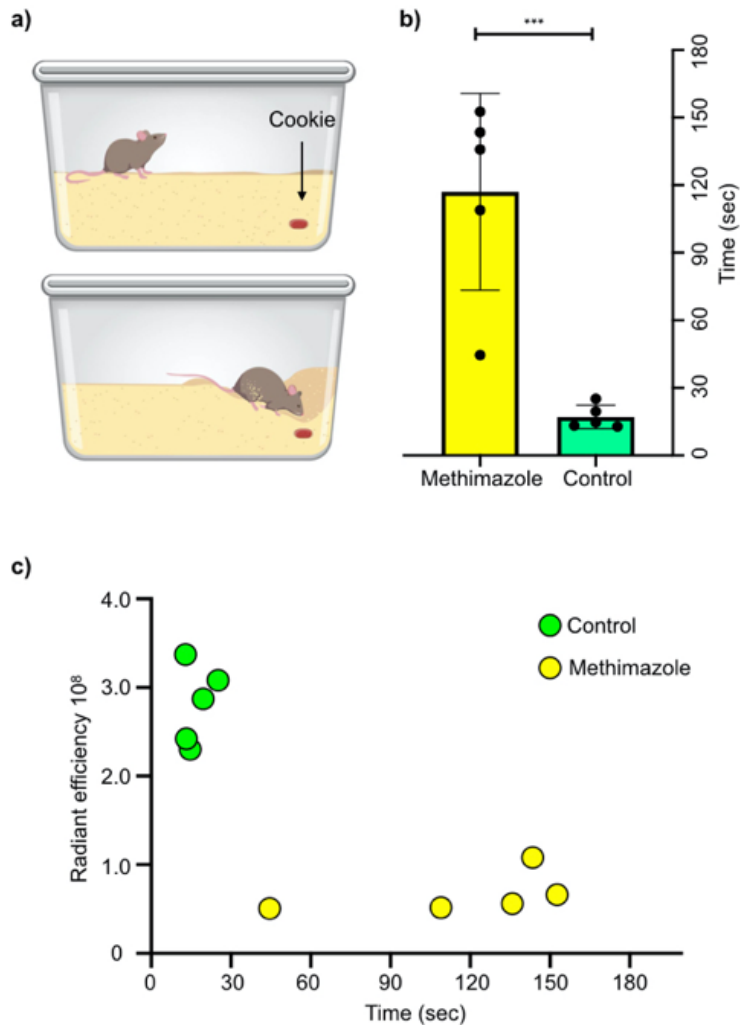 a)
Cookie
b)
***
180
150
120
90
60
30
0
Time (sec)
Methimazole Control
c)
4.0
3.0
2.0
1.0
0
Radiant efficiency 10⁸
Control
Methimazole
0 30 60 90 120 150 180
Time (sec)